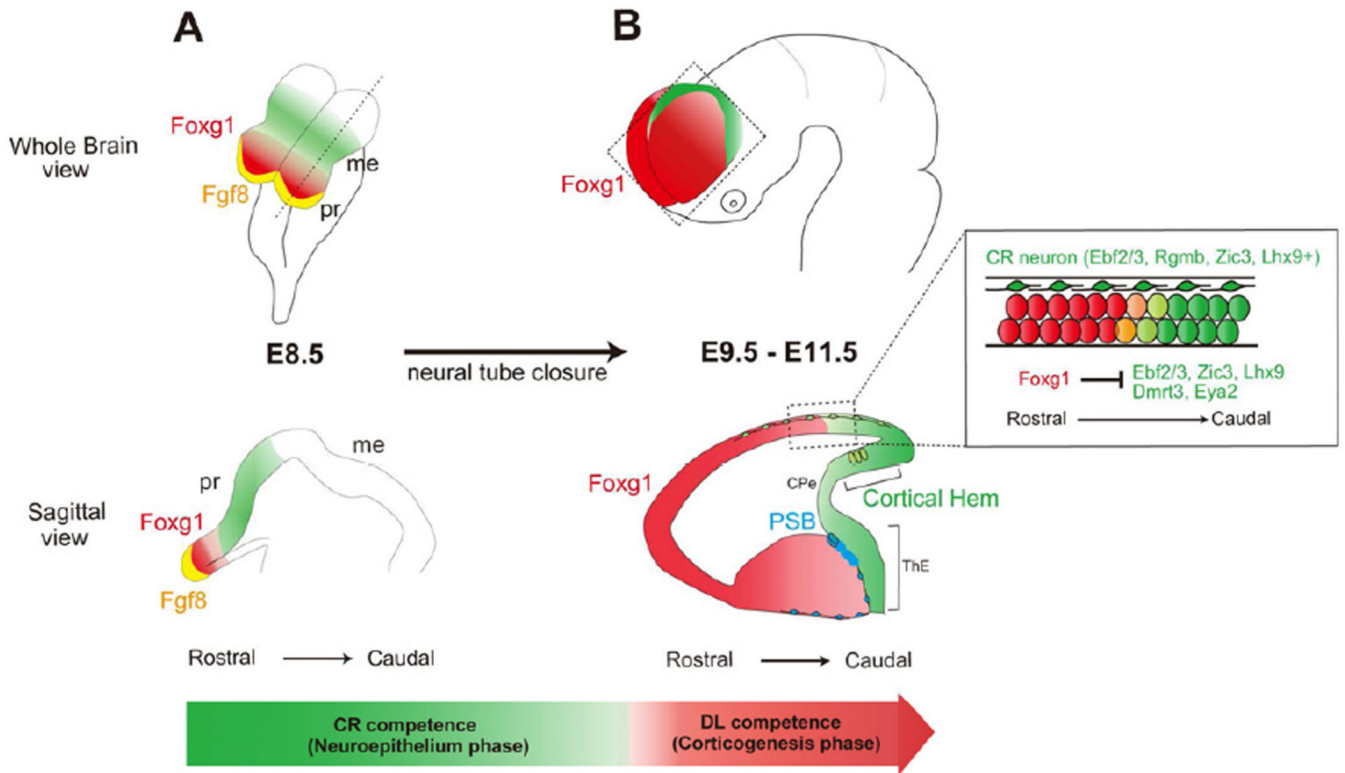 A
B
Whole Brain
view
Foxg1
Fgf8
me
pr
Foxg1
E8.5
neural tube closure
E9.5 - E11.5
CR neuron (Ebf2/3, Rgmb, Zic3, Lhx9+)
Foxg1
Ebf2/3, Zic3, Lhx9
Dmrt3, Eya2
Rostral
Caudal
Sagittal
view
pr
me
Foxg1
Fgf8
Foxg1
CPe
Cortical Hem
PSB
ThE
Rostral
Caudal
Rostral
Caudal
CR competence
(Neuroepithelium phase)
DL competence
(Corticogenesis phase)